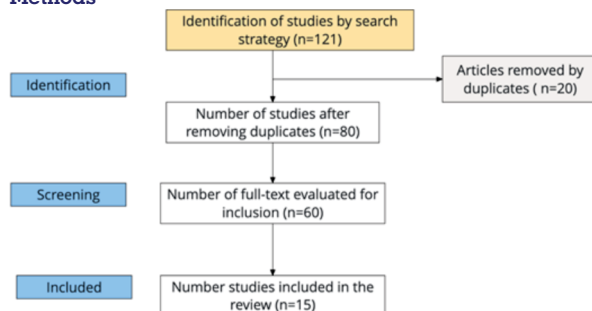 Methods
Identification of studies by search
strategy (n=121)
Articles removed by
duplicates ( n=20)
Identification
Number of studies after
removing duplicates (n=80)
Screening
Number of full-text evaluated for
inclusion (n=60)
Included
Number studies included in the
review (n=15)